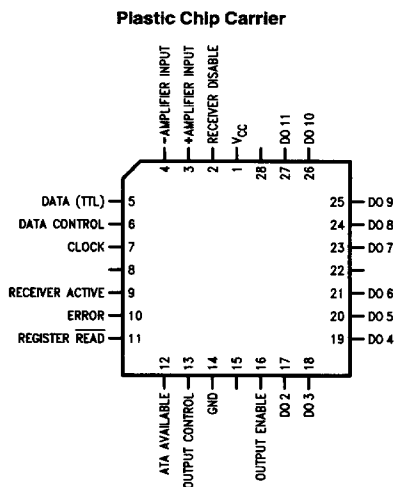 Plastic Chip Carrier
-AMPLIFIER INPUT
+AMPLIFIER INPUT
RECEIVER DISABLE
VCC
DO 11
DO 10
4 3 2 1 28 27 26
DATA (TTL) 5
DATA CONTROL 6
CLOCK 7
8
RECEIVER ACTIVE 9
ERROR 10
REGISTER READ 11
25 DO 9
24 DO 8
23 DO 7
22
21 DO 6
20 DO 5
19 DO 4
12 13 14 15 16 17 18
ATA AVAILABLE
OUTPUT CONTROL
GND
OUTPUT ENABLE
DO 2
DO 3